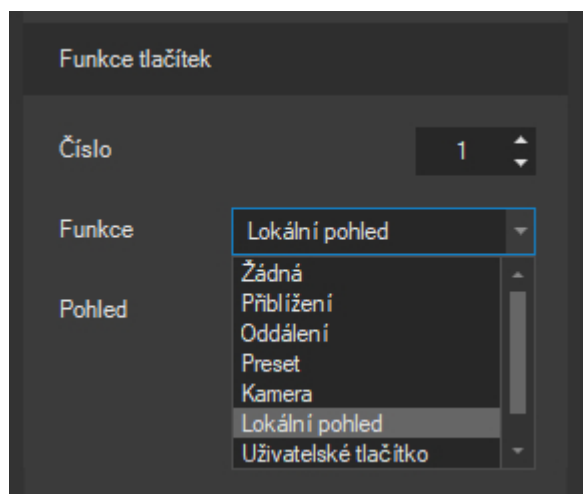 Funkce tlačítek
Číslo 1
Funkce Lokální pohled
Žádná
Pohled
Přiblížení
Oddálení
Preset
Kamera
Lokální pohled
Uživatelské tlačítko